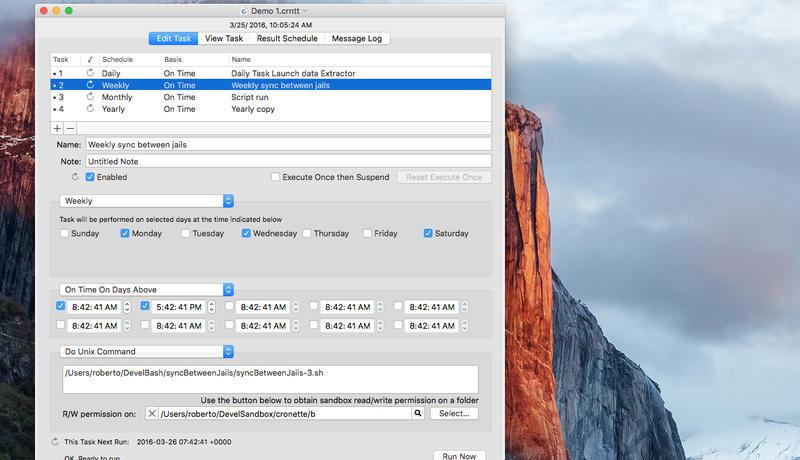 Demo 1.crntt
3/25/ 2016, 10:05:24 AM
Edit Task View Task Result Schedule Message Log
Task ✓ Schedule Basis Name
• 1 Daily On Time Daily Task Launch data Extractor
• 2 Weekly On Time Weekly sync between jails
• 3 Monthly On Time Script run
• 4 Yearly On Time Yearly copy
+ −
Name: Weekly sync between jails
Note: Untitled Note
Enabled Execute Once then Suspend Reset Execute Once
Weekly
Task will be performed on selected days at the time indicated below
Sunday Monday Tuesday Wednesday Thursday Friday Saturday
On Time On Days Above
8:42:41 AM 5:42:41 PM 8:42:41 AM 8:42:41 AM 8:42:41 AM
8:42:41 AM 8:42:41 AM 8:42:41 AM 8:42:41 AM 8:42:41 AM
Do Unix Command
/Users/roberto/DevelBash/syncBetweenJails/syncBetweenJails-3.sh
Use the button below to obtain sandbox read/write permission on a folder
R/W permission on: /Users/roberto/DevelSandbox/cronette/b Select...
This Task Next Run: 2016-03-26 07:42:41 +0000
OK. Ready to run Run Now